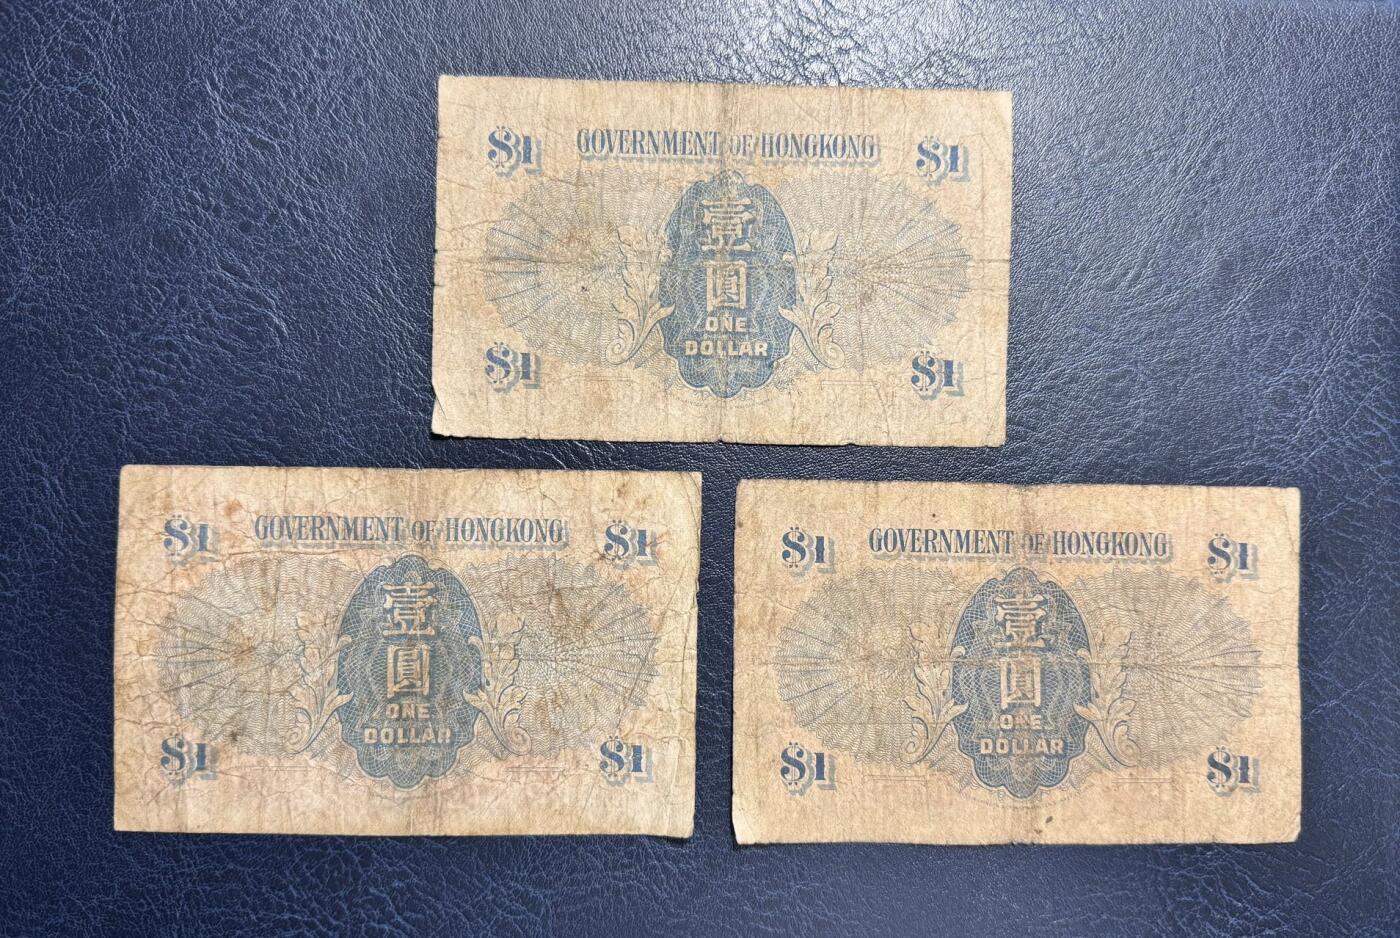 $1 GOVERNMENT OF HONGKONG $1
壹
圓
ONE
DOLLAR
$1 $1
$1 GOVERNMENT OF HONGKONG $1
壹
圓
ONE
DOLLAR
$1 $1
$1 GOVERNMENT OF HONGKONG $1
壹
圓
ONE
DOLLAR
$1 $1